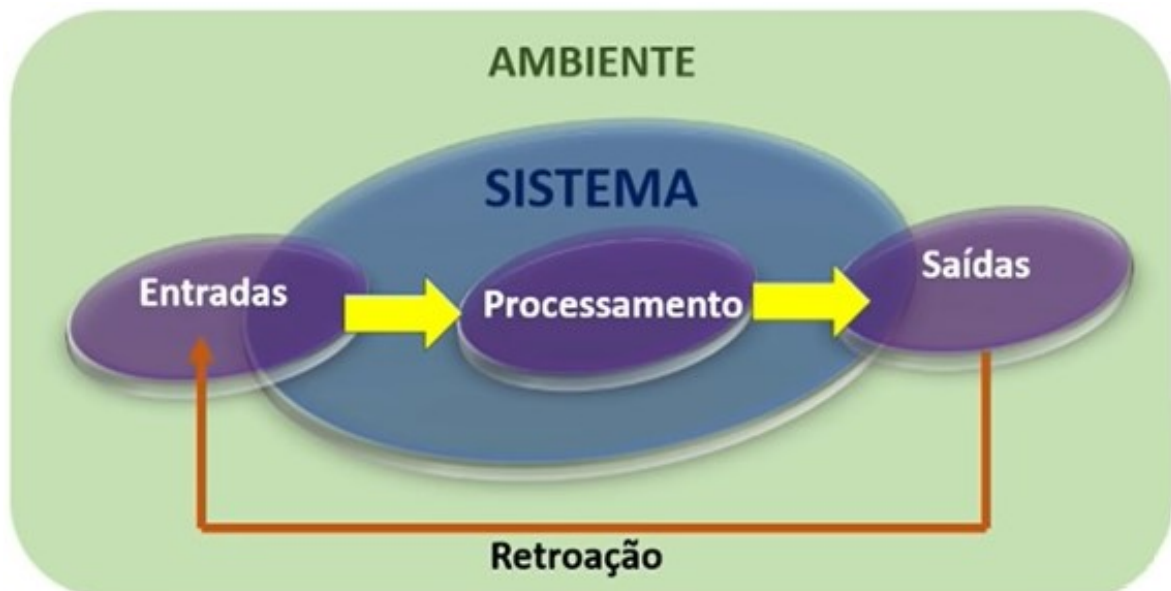 AMBIENTE
SISTEMA
Entradas
Processamento
Saídas
Retroação